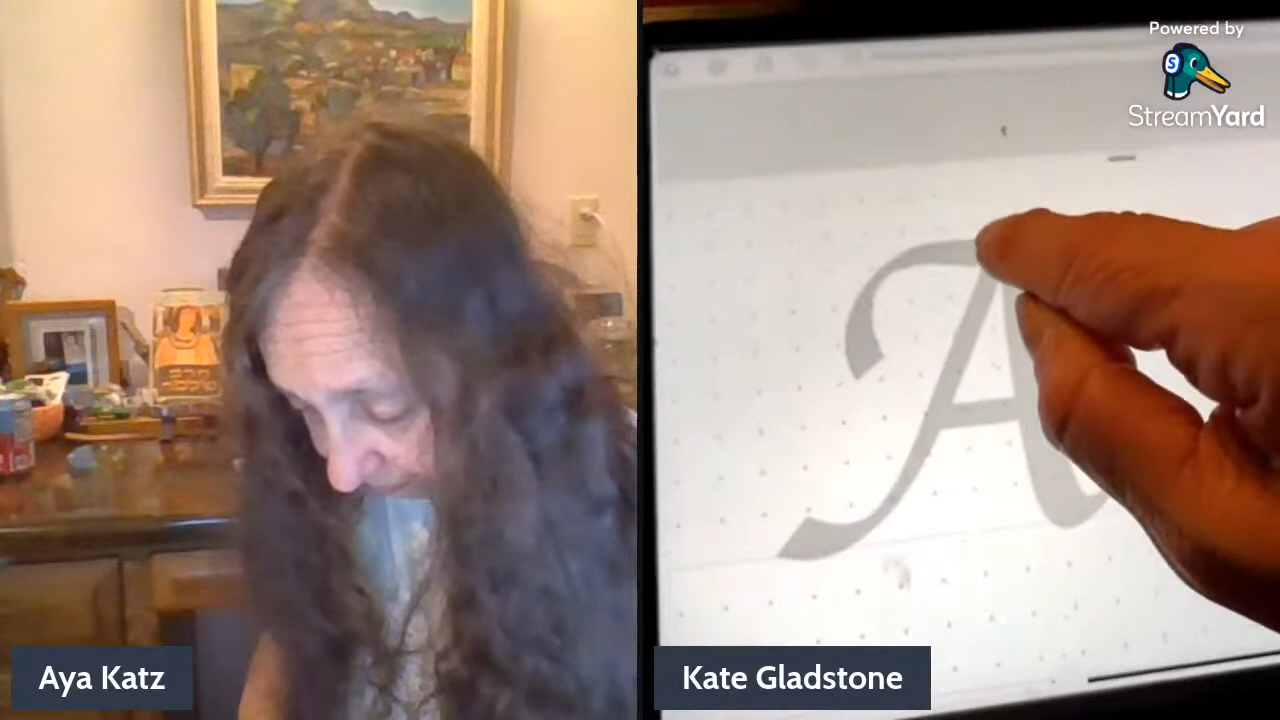 Powered by
S
StreamYard
A
Aya Katz
Kate Gladstone